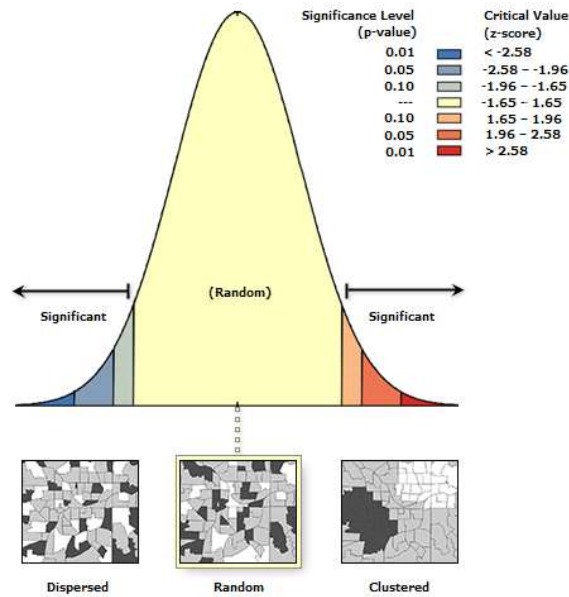 Significance Level Critical Value
(p-value) (z-score)
0.01 < -2.58
0.05 -2.58 – -1.96
0.10 -1.96 – -1.65
--- -1.65 – 1.65
0.10 1.65 – 1.96
0.05 1.96 – 2.58
0.01 > 2.58
(Random)
Significant Significant
Dispersed Random Clustered